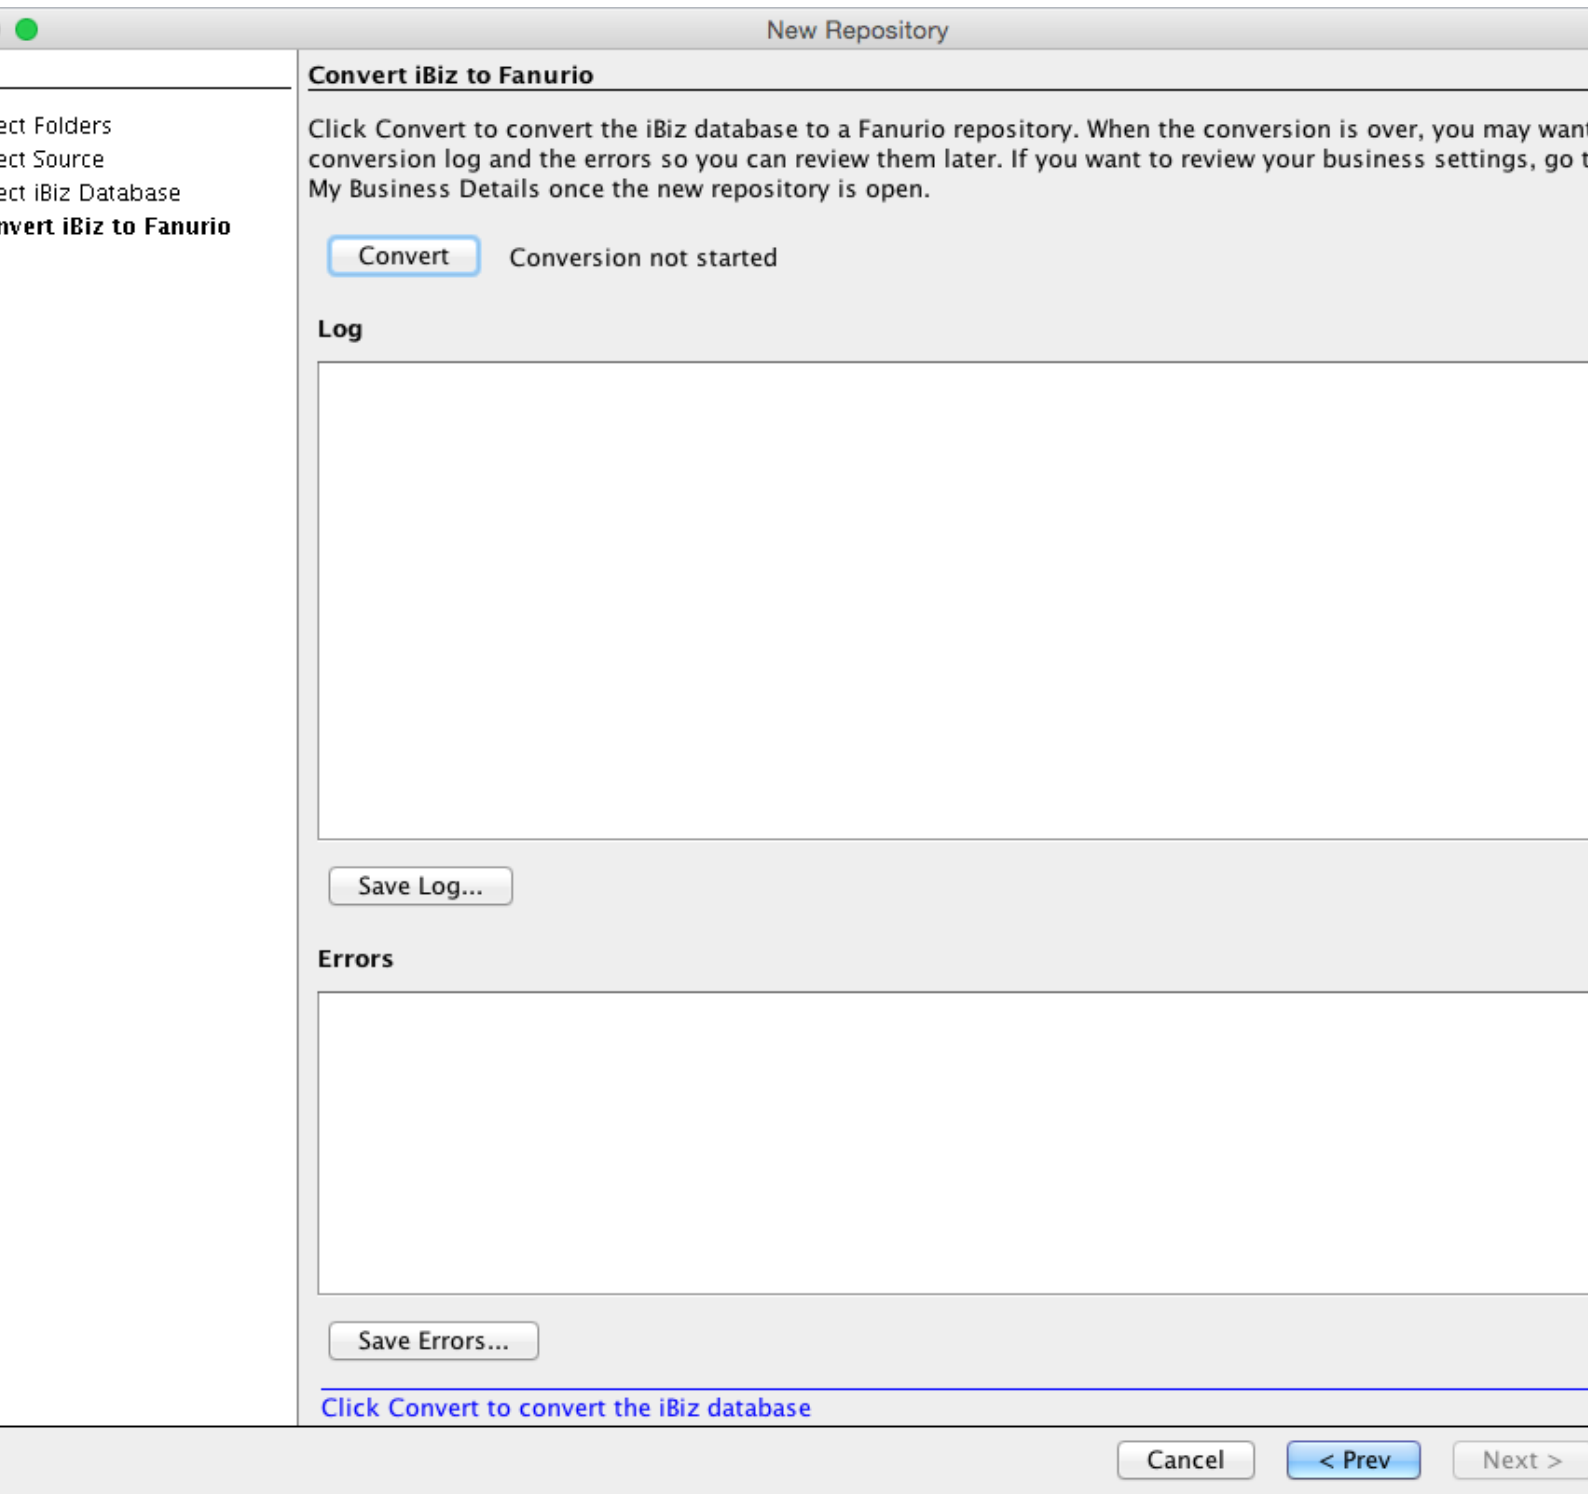 New Repository
Convert iBiz to Fanurio
ect Folders
ect Source
ect iBiz Database
nvert iBiz to Fanurio
Click Convert to convert the iBiz database to a Fanurio repository. When the conversion is over, you may want
conversion log and the errors so you can review them later. If you want to review your business settings, go t
My Business Details once the new repository is open.
Convert
Conversion not started
Log
Save Log...
Errors
Save Errors...
Click Convert to convert the iBiz database
Cancel
< Prev
Next >